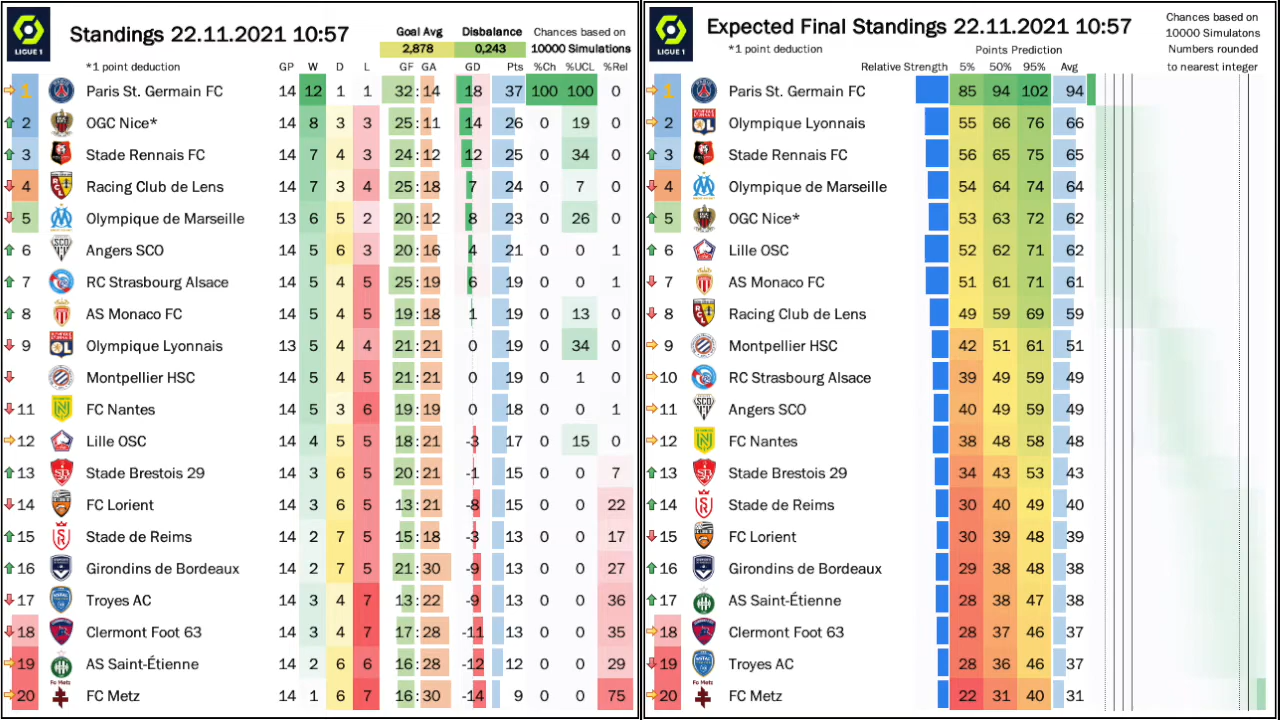 LIGUE 1
Standings 22.11.2021 10:57
Goal Avg Disbalance Chances based on
2,878 0,243 10000 Simulations
*1 point deduction GP W D L GF GA GD Pts %Ch %UCL %Rel
1 Paris St. Germain FC 14 12 1 1 32 : 14 18 37 100 100 0
2 OGC Nice* 14 8 3 3 25 : 11 14 26 0 19 0
3 Stade Rennais FC 14 7 4 3 24 : 12 12 25 0 34 0
4 Racing Club de Lens 14 7 3 4 25 : 18 7 24 0 7 0
5 Olympique de Marseille 13 6 5 2 20 : 12 8 23 0 26 0
6 Angers SCO 14 5 6 3 20 : 16 4 21 0 0 1
7 RC Strasbourg Alsace 14 5 4 5 25 : 19 6 19 0 0 1
8 AS Monaco FC 14 5 4 5 19 : 18 1 19 0 13 0
9 Olympique Lyonnais 13 5 4 4 21 : 21 0 19 0 34 0
Montpellier HSC 14 5 4 5 21 : 21 0 19 0 1 0
11 FC Nantes 14 5 3 6 19 : 19 0 18 0 0 1
12 Lille OSC 14 4 5 5 18 : 21 -3 17 0 15 0
13 Stade Brestois 29 14 3 6 5 20 : 21 -1 15 0 0 7
14 FC Lorient 14 3 6 5 13 : 21 -8 15 0 0 22
15 Stade de Reims 14 2 7 5 15 : 18 -3 13 0 0 17
16 Girondins de Bordeaux 14 2 7 5 21 : 30 -9 13 0 0 27
17 Troyes AC 14 3 4 7 13 : 22 -9 13 0 0 36
18 Clermont Foot 63 14 3 4 7 17 : 28 -11 13 0 0 35
19 AS Saint-Étienne 14 2 6 6 16 : 28 -12 12 0 0 29
20 FC Metz 14 1 6 7 16 : 30 -14 9 0 0 75
LIGUE 1
Expected Final Standings 22.11.2021 10:57
Chances based on
10000 Simulatons
Numbers rounded
to nearest integer
*1 point deduction Points Prediction
Relative Strength 5% 50% 95% Avg
1 Paris St. Germain FC 85 94 102 94
2 Olympique Lyonnais 55 66 76 66
3 Stade Rennais FC 56 65 75 65
4 Olympique de Marseille 54 64 74 64
5 OGC Nice* 53 63 72 62
6 Lille OSC 52 62 71 62
7 AS Monaco FC 51 61 71 61
8 Racing Club de Lens 49 59 69 59
9 Montpellier HSC 42 51 61 51
10 RC Strasbourg Alsace 39 49 59 49
11 Angers SCO 40 49 59 49
12 FC Nantes 38 48 58 48
13 Stade Brestois 29 34 43 53 43
14 Stade de Reims 30 40 49 40
15 FC Lorient 30 39 48 39
16 Girondins de Bordeaux 29 38 48 38
17 AS Saint-Étienne 28 38 47 38
18 Clermont Foot 63 28 37 46 37
19 Troyes AC 28 36 46 37
20 FC Metz 22 31 40 31